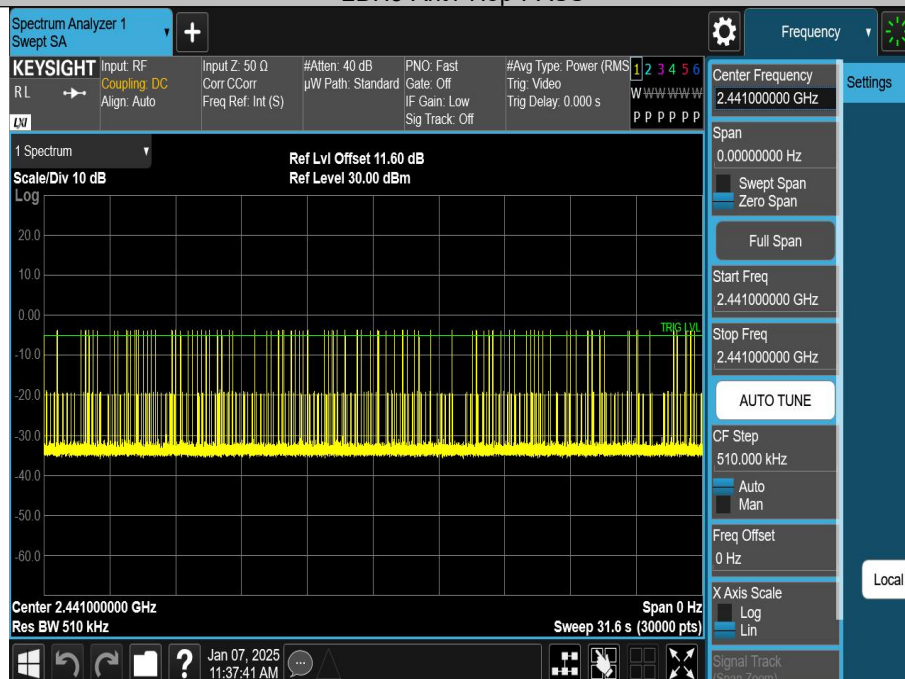 Spectrum Analyzer 1
Swept SA
+
Frequency
KEYSIGHT
RL
LXI
Input: RF
Coupling: DC
Align: Auto
Input Z: 50 Ω
Corr CCorr
Freq Ref: Int (S)
#Atten: 40 dB
µW Path: Standard
PNO: Fast
Gate: Off
IF Gain: Low
Sig Track: Off
#Avg Type: Power (RMS
Trig: Video
Trig Delay: 0.000 s
1 2 3 4 5 6
W W W W W W
P P P P P P
1 Spectrum
Scale/Div 10 dB
Log
Ref Lvl Offset 11.60 dB
Ref Level 30.00 dBm
20.0
10.0
0.00
-10.0
-20.0
-30.0
-40.0
-50.0
-60.0
TRIG LVL
Center 2.441000000 GHz
Res BW 510 kHz
Span 0 Hz
Sweep 31.6 s (30000 pts)
Center Frequency
2.441000000 GHz
Span
0.00000000 Hz
Swept Span
Zero Span
Full Span
Start Freq
2.441000000 GHz
Stop Freq
2.441000000 GHz
AUTO TUNE
CF Step
510.000 kHz
Auto
Man
Freq Offset
0 Hz
X Axis Scale
Log
Lin
Signal Track
(Span Zoom)
Settings
Local
?
Jan 07, 2025
11:37:41 AM